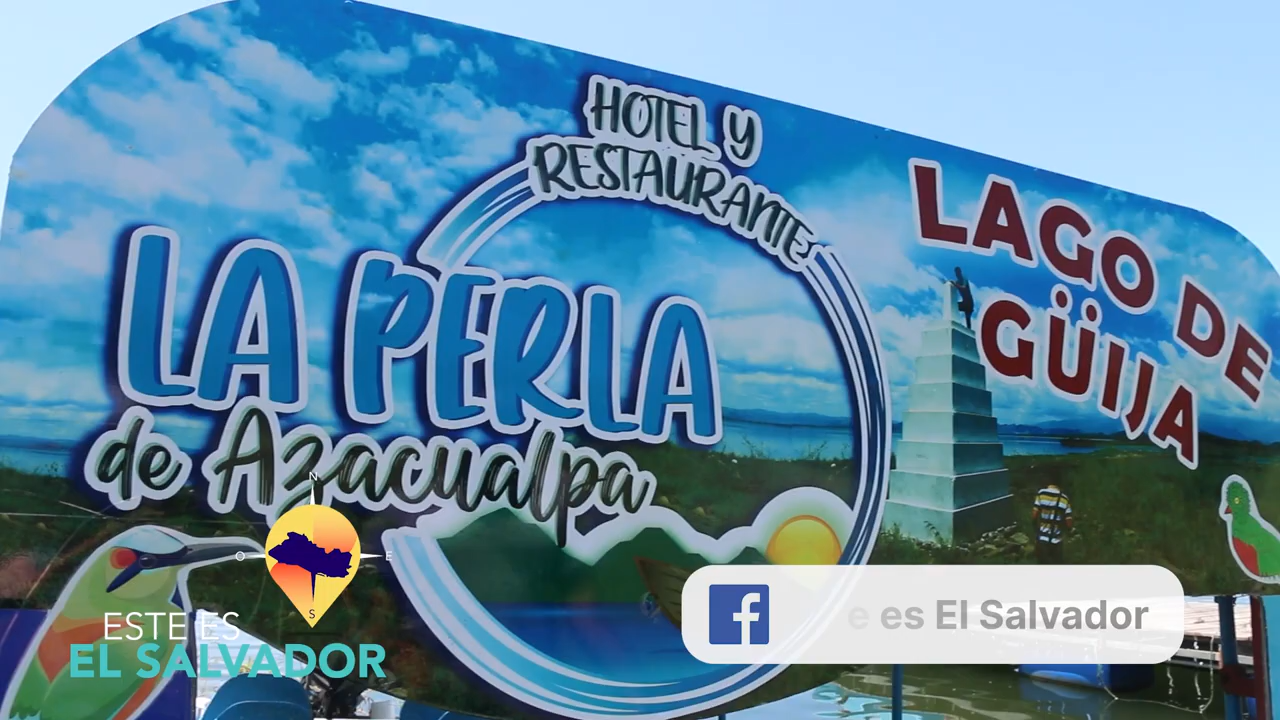 HOTEL Y
RESTAURANTE
LA PERLA
de Azacualpa
LAGO DE
GÜIJA
N
O E
S
ESTE ES
EL SALVADOR
f
e es El Salvador